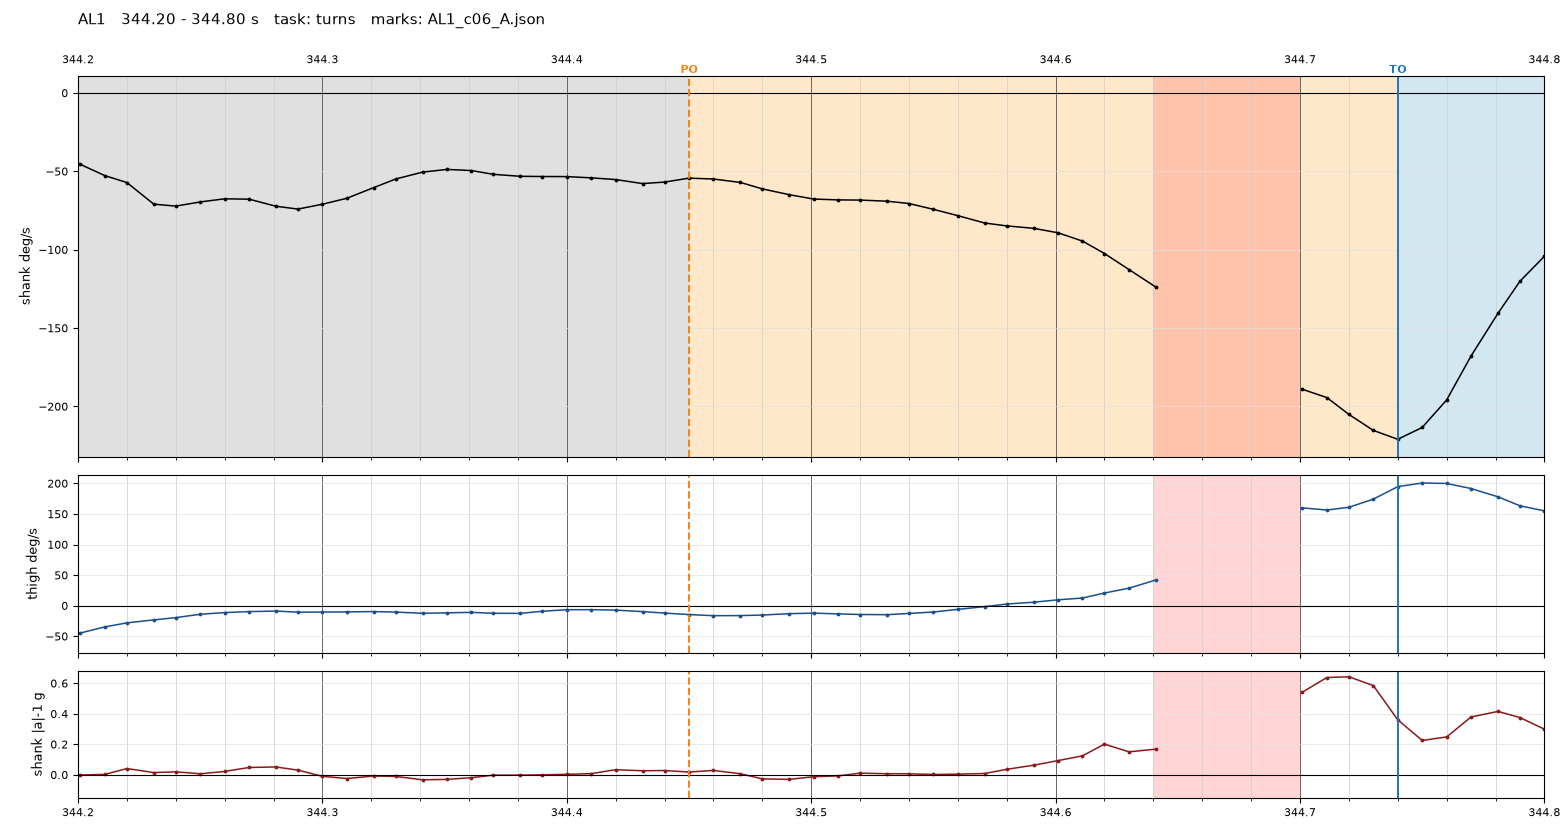 AL1   344.20 - 344.80 s   task: turns   marks: AL1_c06_A.json
344.2 344.3 344.4 344.5 344.6 344.7 344.8
PO TO
shank deg/s
0
−50
−100
−150
−200
thigh deg/s
200
150
100
50
0
−50
shank |a|-1 g
0.6
0.4
0.2
0.0
344.2 344.3 344.4 344.5 344.6 344.7 344.8